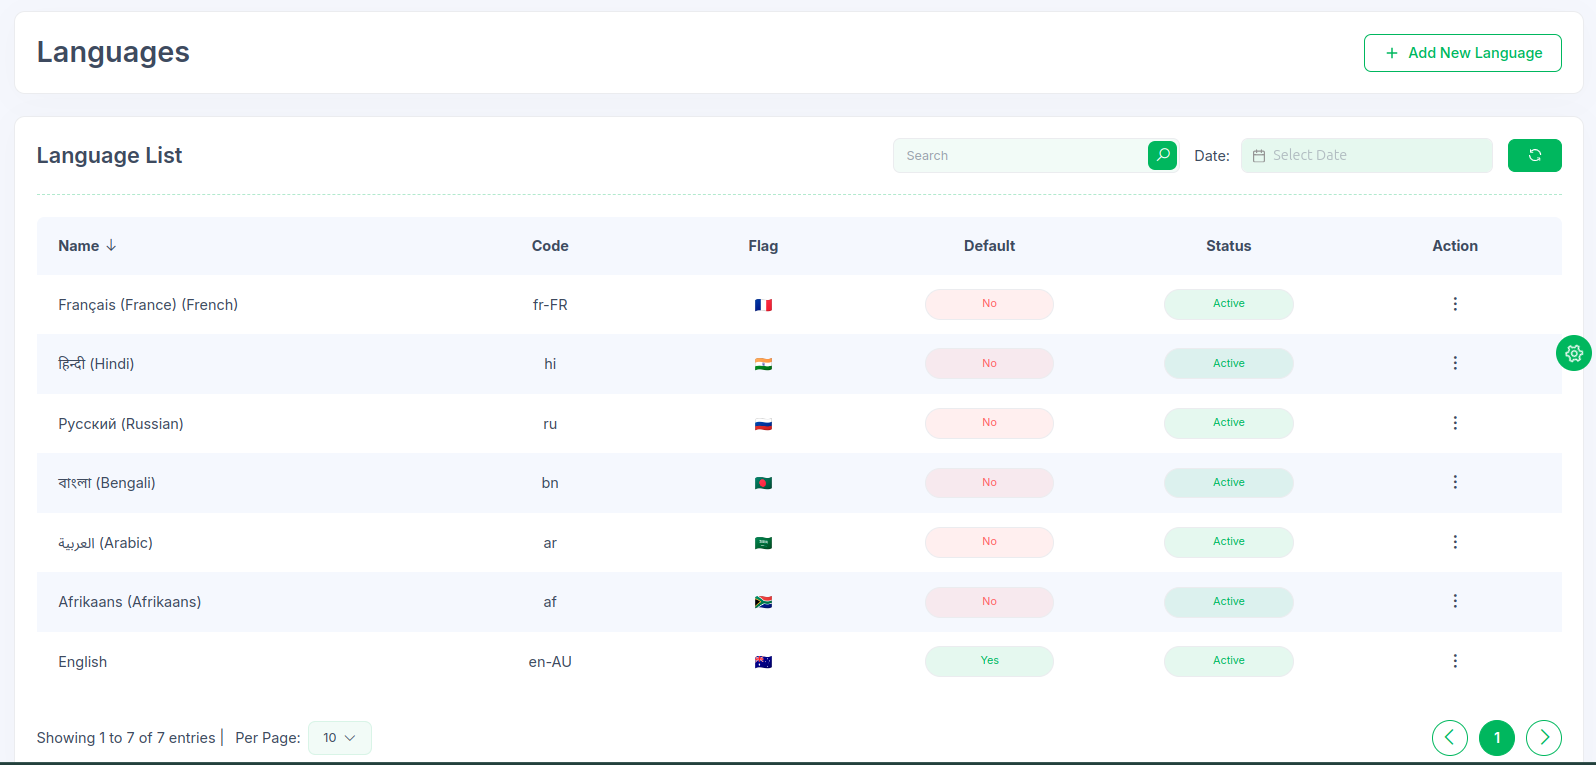 Languages
Add New Language
Language List
Search
Date:
Select Date
Name Code Flag Default Status Action
Français (France) (French) fr-FR No Active
हिन्दी (Hindi) hi No Active
Русский (Russian) ru No Active
বাংলা (Bengali) bn No Active
العربية (Arabic) ar No Active
Afrikaans (Afrikaans) af No Active
English en-AU Yes Active
Showing 1 to 7 of 7 entries | Per Page: 10
1